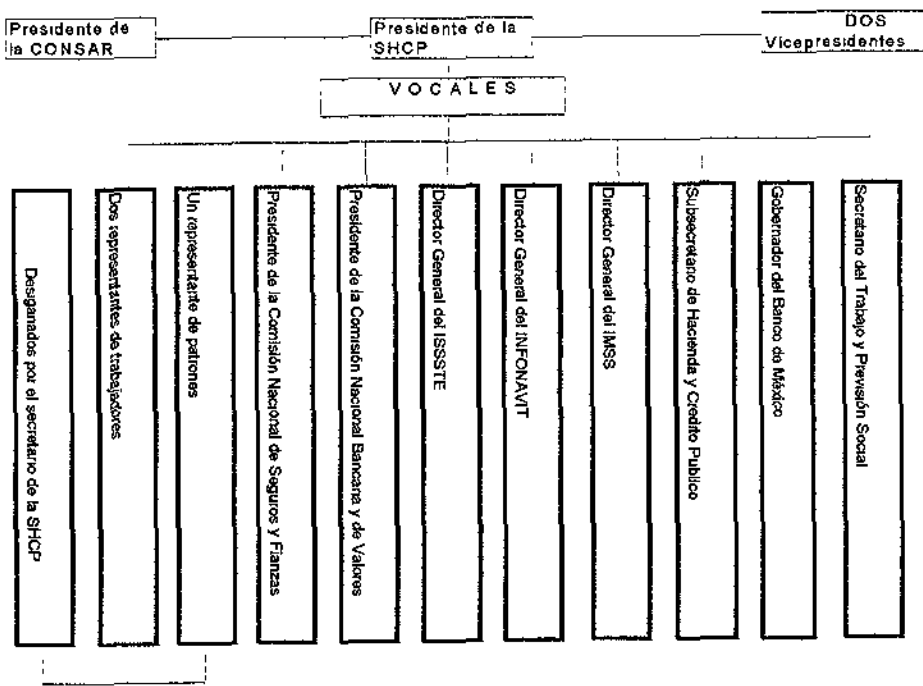 Presidente de
la CONSAR
Presidente de la
SHCP
DOS
Vicepresidentes
VOCALES
Desiganados por el secretario de la SHCP
Dos representantes de trabajadores
Un representante de patrones
Presidente de la Comisión Nacional de Seguros y Fianzas
Presidente de la Comisión Nacional Bancaria y de Valores
Director General del ISSSTE
Director General del INFONAVIT
Director General del IMSS
Subsecretario de Hacienda y Credito Publico
Gobernador del Banco de México
Secretario del Trabajo y Previsión Social